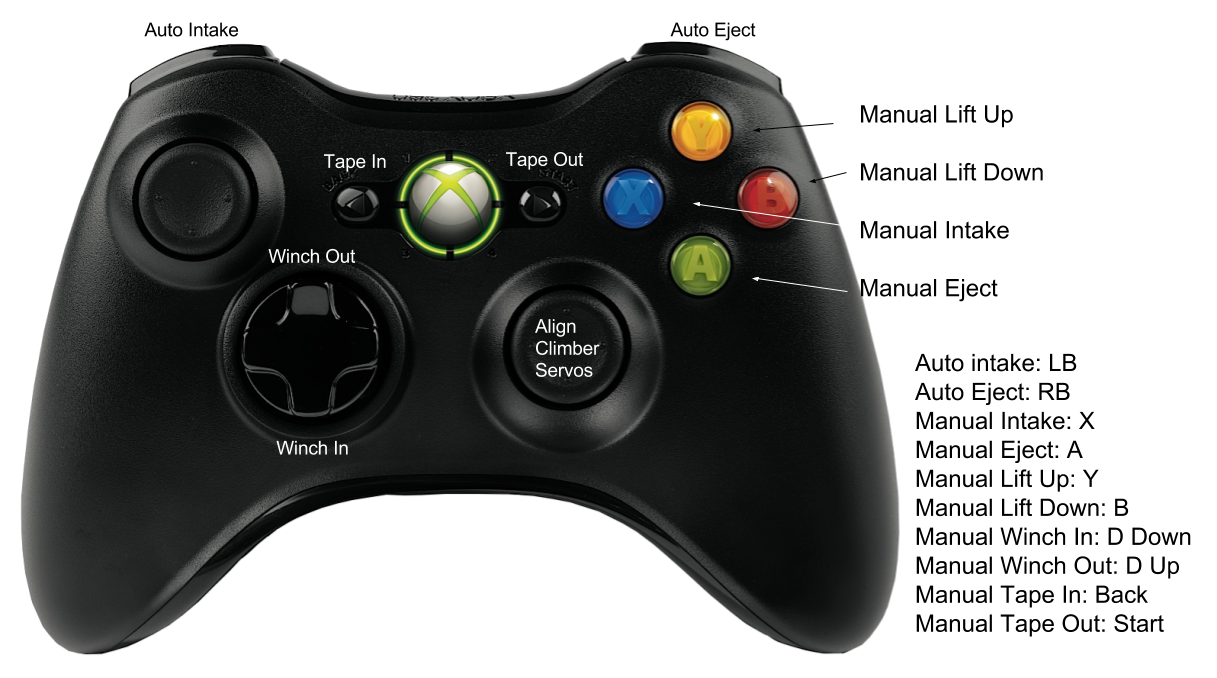 Auto Intake
Auto Eject
Manual Lift Up
Tape In
Tape Out
Manual Lift Down
Y
X
B
A
Manual Intake
Winch Out
Manual Eject
Align
Climber
Servos
Winch In
Auto intake: LB
Auto Eject: RB
Manual Intake: X
Manual Eject: A
Manual Lift Up: Y
Manual Lift Down: B
Manual Winch In: D Down
Manual Winch Out: D Up
Manual Tape In: Back
Manual Tape Out: Start